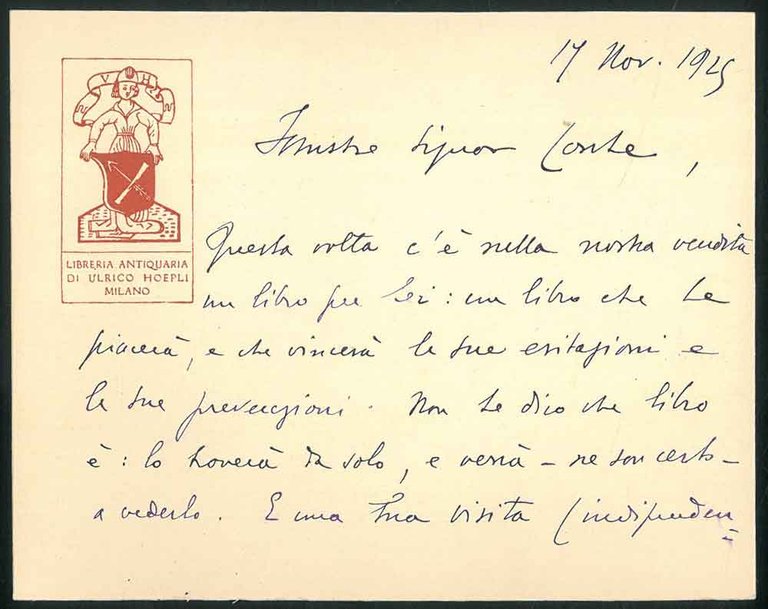 17 Nov. 1925
Illustre Signor Conte,
V H
LIBRERIA ANTIQUARIA
DI ULRICO HOEPLI
MILANO
Questa volta c'è nella nostra vendita
un libro per Lei: un libro che Le
piacerà, e che vincerà le sue esitazioni e
le sue prevenzioni. Non Le dico che libro
è: lo troverà da solo, e verrà – ne son certo –
a vederlo. E una Sua visita (indipenden